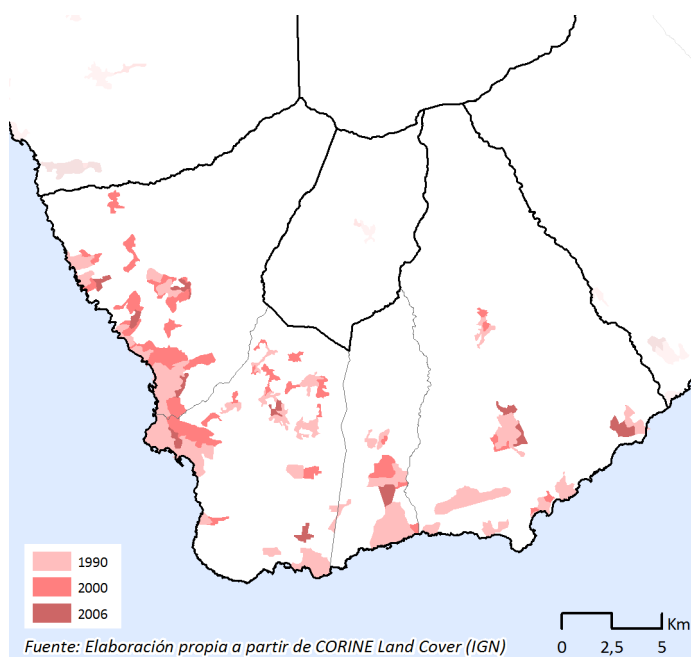 1990
2000
2006
Km
0 2,5 5
Fuente: Elaboración propia a partir de CORINE Land Cover (IGN)